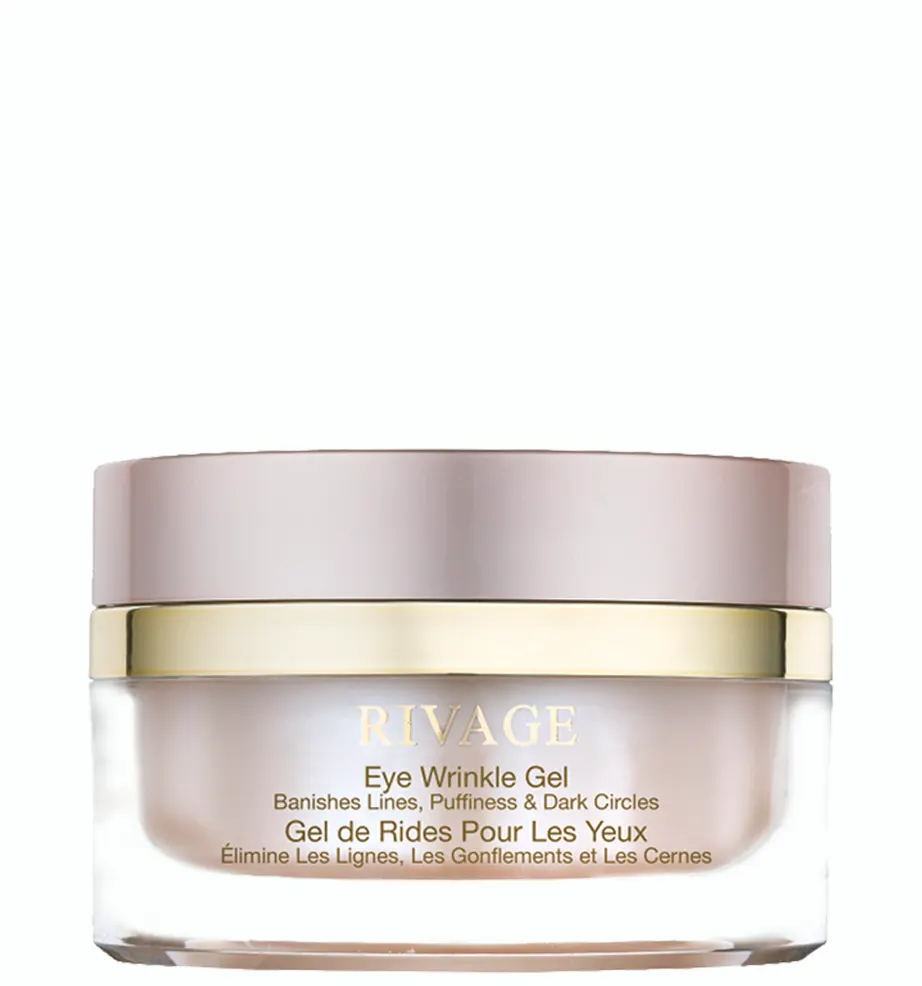 RIVAGE
Eye Wrinkle Gel
Banishes Lines, Puffiness & Dark Circles
Gel de Rides Pour Les Yeux
Élimine Les Lignes, Les Gonflements et Les Cernes